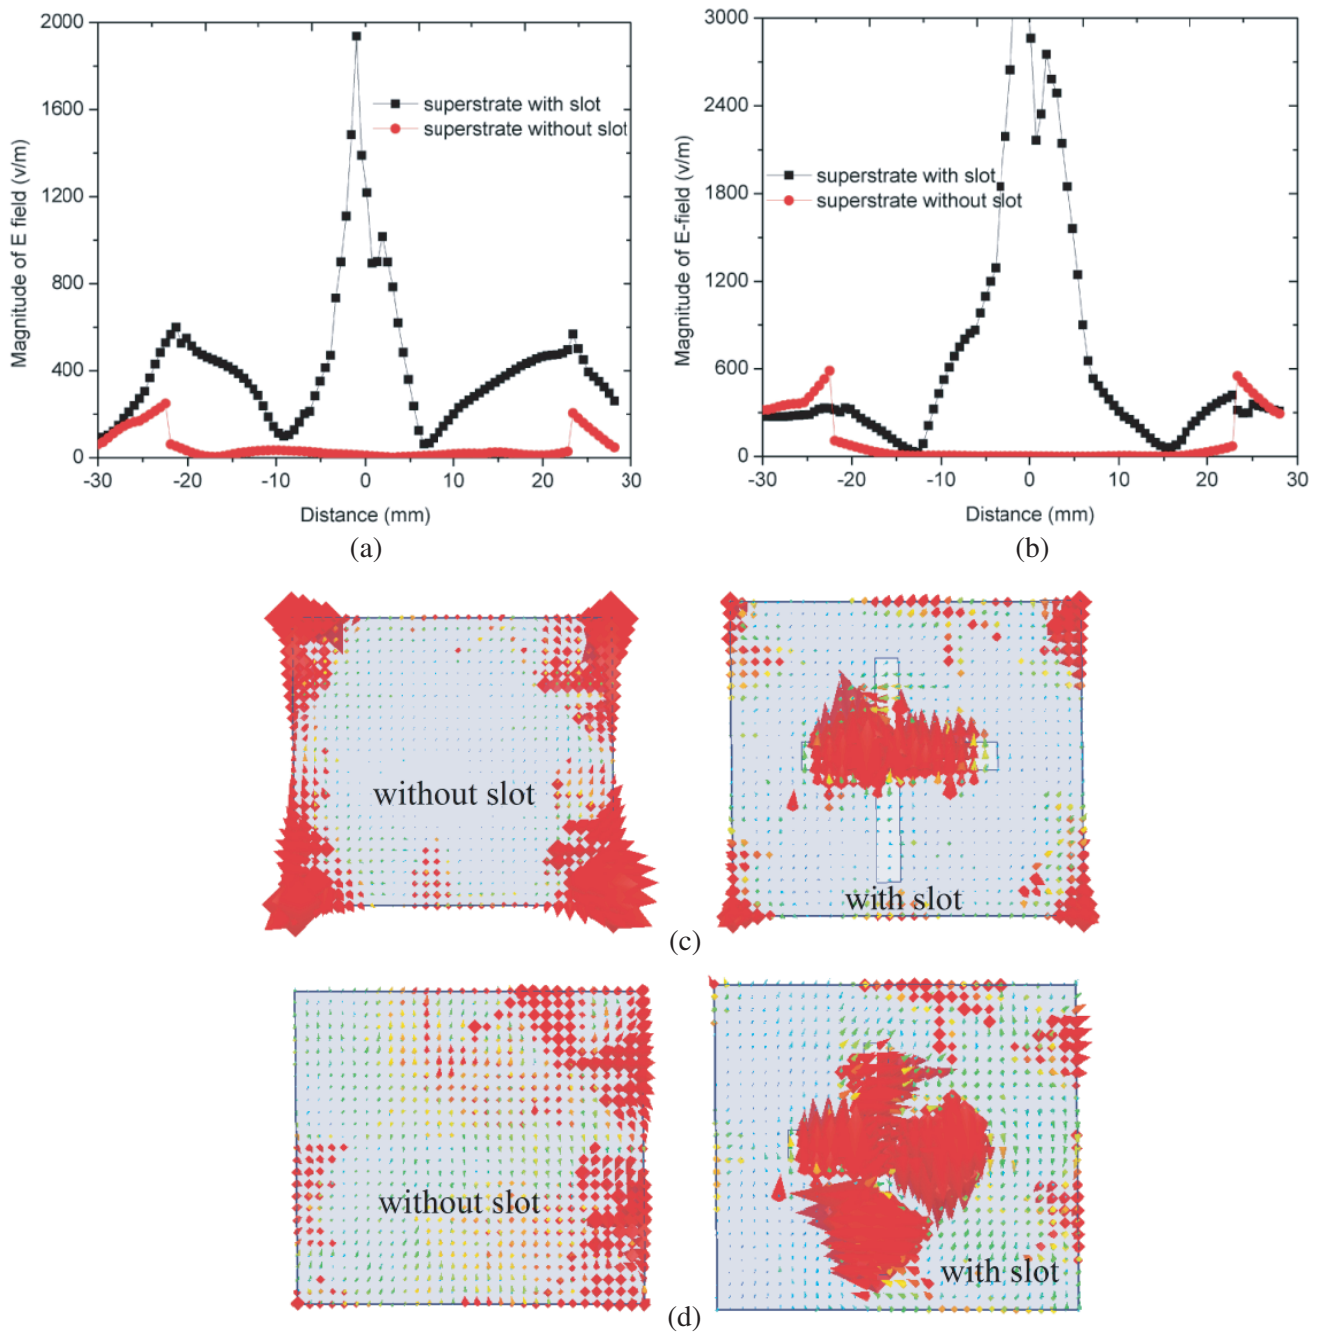 2000
1600
1200
800
400
0
Magnitude of E field (v/m)
superstrate with slot
superstrate without slot
-30 -20 -10 0 10 20 30
Distance (mm)
(a)
3000
2400
1800
1200
600
0
Magnitude of E-field (v/m)
superstrate with slot
superstrate without slot
-30 -20 -10 0 10 20 30
Distance (mm)
(b)
without slot
with slot
(c)
without slot
with slot
(d)